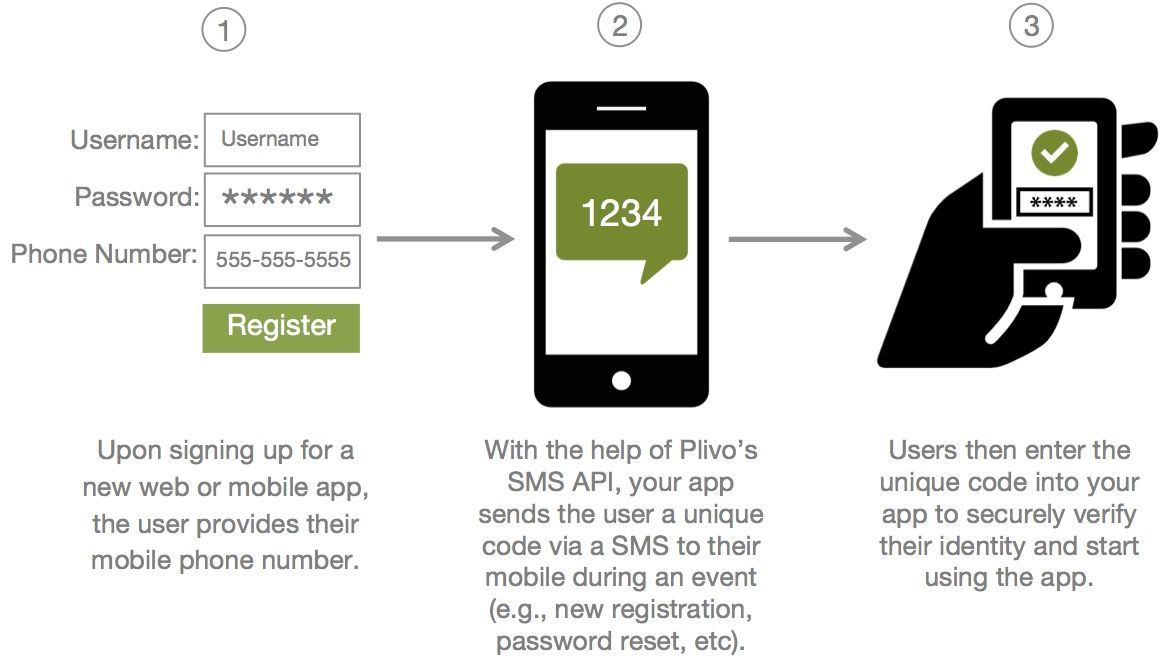 1
Username: Username
Password: ******
Phone Number: 555-555-5555
Register
Upon signing up for a
new web or mobile app,
the user provides their
mobile phone number.
2
1234
With the help of Plivo’s
SMS API, your app
sends the user a unique
code via a SMS to their
mobile during an event
(e.g., new registration,
password reset, etc).
3
****
Users then enter the
unique code into your
app to securely verify
their identity and start
using the app.